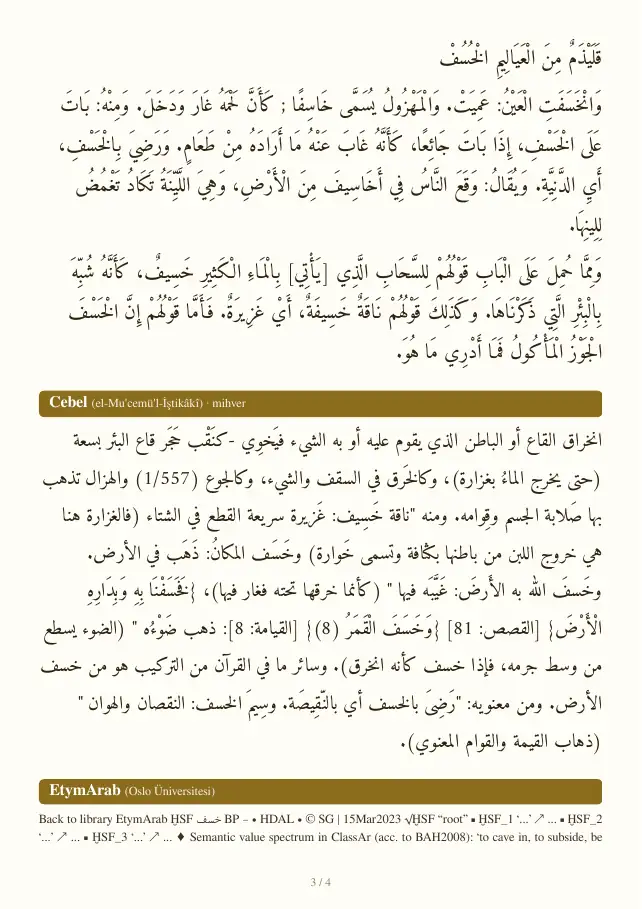 قَلَيْذَمٌ مِنَ الْعَيَالِيمِ الْخُسُفْ
وَانْخَسَفَتِ الْعَيْنُ: عَمِيَتْ. وَالْمَهْزُولُ يُسَمَّى خَاسِفًا ; كَأَنَّ لَحْمَهُ غَارَ وَدَخَلَ. وَمِنْهُ: بَاتَ
عَلَى الْخَسْفِ، إِذَا بَاتَ جَائِعًا، كَأَنَّهُ غَابَ عَنْهُ مَا أَرَادَهُ مِنْ طَعَامٍ. وَرَضِيَ بِالْخَسْفِ،
أَيِ الدَّنِيَّةِ. وَيُقَالُ: وَقَعَ النَّاسُ فِي أَخَاسِيفَ مِنَ الْأَرْضِ، وَهِيَ اللَّيِّنَةُ تَكَادُ تَغْمُضُ
لِلِينِهَا.
وَمِمَّا حُمِلَ عَلَى الْبَابِ قَوْلُهُمْ لِلسَّحَابِ الَّذِي [يَأْتِي] بِالْمَاءِ الْكَثِيرِ خَسِيفٌ، كَأَنَّهُ شُبِّهَ
بِالْبِئْرِ الَّتِي ذَكَرْنَاهَا. وَكَذَلِكَ قَوْلُهُمْ نَاقَةٌ خَسِيفَةٌ، أَيْ غَزِيرَةٌ. فَأَمَّا قَوْلُهُمْ إِنَّ الْخَسْفَ
الْجَوْزُ الْمَأْكُولُ فَمَا أَدْرِي مَا هُوَ.
Cebel (el-Mu'cemü'l-İştikâkî) · mihver
انخراق القاع أو الباطن الذي يقوم عليه أو به الشيء فيَخوِي -كنَقْب حَجَر قاع البئر بسعة
(حتى يخرج الماءُ بغزارة)، وكالخَرق في السقف والشيء، وكالجوع (1/557) والهزال تذهب
بها صَلابة الجسم وقِوامه. ومنه "ناقة خَسِيف: غَزيرة سريعة القطع في الشتاء (فالغزارة هنا
هي خروج اللبن من باطنها بكثافة وتسمى خَوارة) وخَسَف المكانُ: ذَهَب في الأرض.
وخَسفَ الله به الأرضَ: غَيَّبَه فيها " (كأنما خرقها تحته فغار فيها)، {فَخَسَفْنَا بِهِ وَبِدَارِهِ
الْأَرْضَ} [القصص: 81] {وَخَسَفَ الْقَمَرُ (8)} [القيامة: 8]: ذهب ضَوْءُه " (الضوء يسطع
من وسط جرمه، فإذا خسف كأنه انخرق). وسائر ما في القرآن من التركيب هو من خسف
الأرض. ومن معنويه: "رَضِىَ بالخسف أي بالنّقِيصَة. وسِيمَ الخسف: النقصان والهوان "
(ذهاب القيمة والقوام المعنوي).
EtymArab (Oslo Üniversitesi)
Back to library EtymArab ḪSF خسف BP – • HDAL • © SG | 15Mar2023 √ḪSF “root” ▪ ḪSF_1 ‘...’ ↗ ... ▪ ḪSF_2
‘...’ ↗ ... ▪ ḪSF_3 ‘...’ ↗ ... ♦ Semantic value spectrum in ClassAr (acc. to BAH2008): ‘to cave in, to subside, be
3 / 4